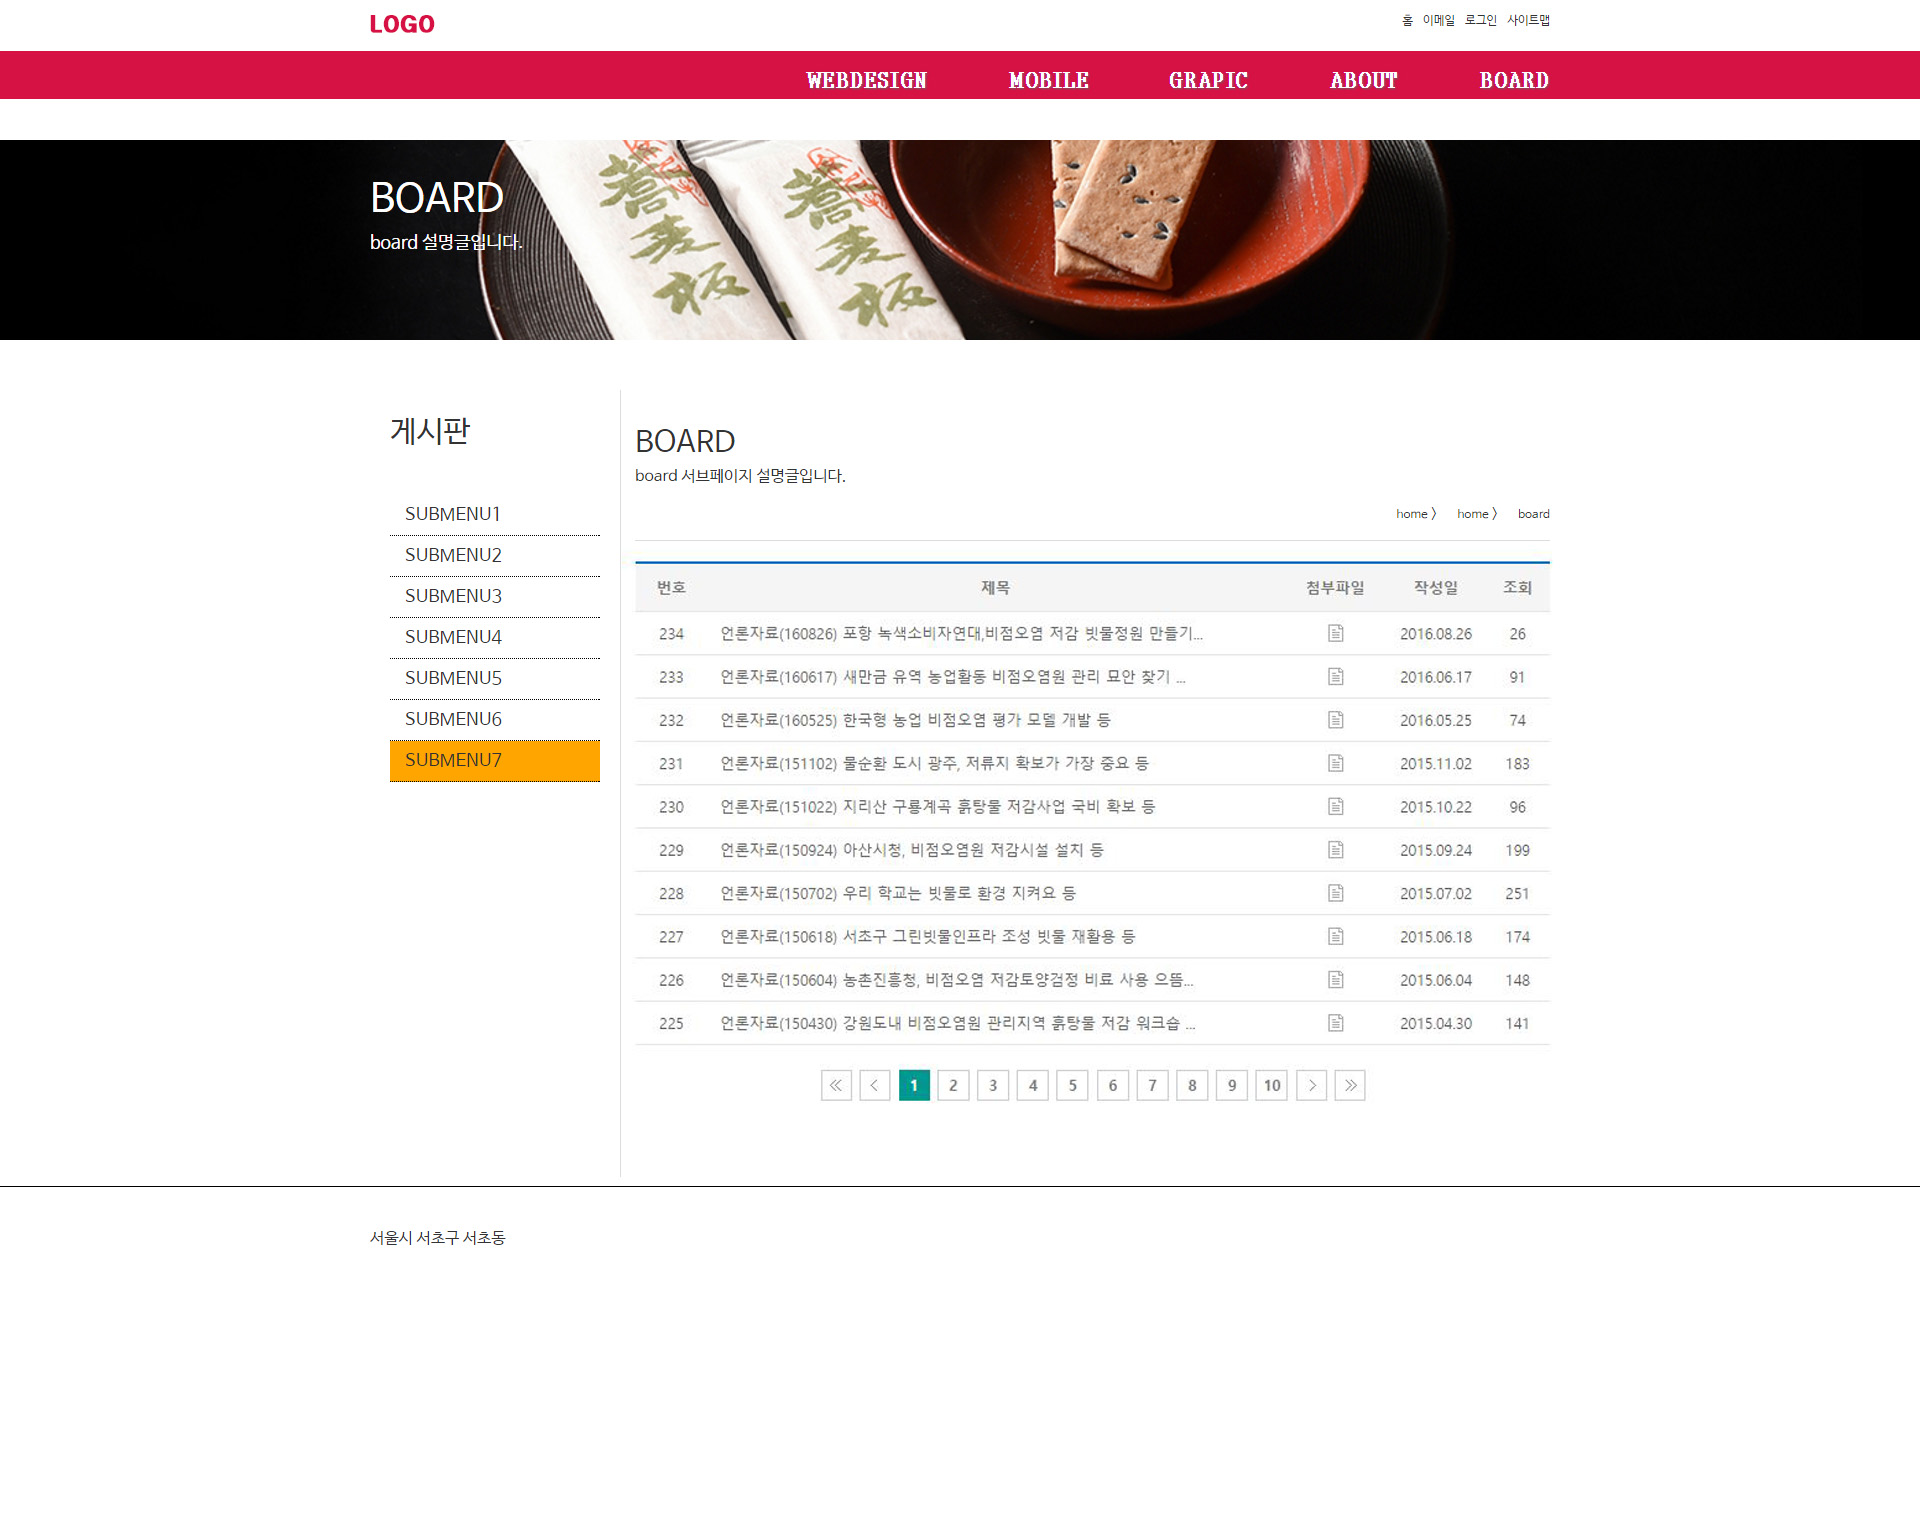 LOGO
홈 이메일 로그인 사이트맵
WEBDESIGN MOBILE GRAPIC ABOUT BOARD
BOARD
board 설명글입니다.
蕎麦板 蕎麦板
게시판
SUBMENU1
SUBMENU2
SUBMENU3
SUBMENU4
SUBMENU5
SUBMENU6
SUBMENU7
BOARD
board 서브페이지 설명글입니다.
home 〉 home 〉 board
번호 제목 첨부파일 작성일 조회
234 언론자료(160826) 포항 녹색소비자연대,비점오염 저감 빗물정원 만들기... 2016.08.26 26
233 언론자료(160617) 새만금 유역 농업활동 비점오염원 관리 묘안 찾기 ... 2016.06.17 91
232 언론자료(160525) 한국형 농업 비점오염 평가 모델 개발 등 2016.05.25 74
231 언론자료(151102) 물순환 도시 광주, 저류지 확보가 가장 중요 등 2015.11.02 183
230 언론자료(151022) 지리산 구룡계곡 흙탕물 저감사업 국비 확보 등 2015.10.22 96
229 언론자료(150924) 아산시청, 비점오염원 저감시설 설치 등 2015.09.24 199
228 언론자료(150702) 우리 학교는 빗물로 환경 지켜요 등 2015.07.02 251
227 언론자료(150618) 서초구 그린빗물인프라 조성 빗물 재활용 등 2015.06.18 174
226 언론자료(150604) 농촌진흥청, 비점오염 저감토양검정 비료 사용 으뜸... 2015.06.04 148
225 언론자료(150430) 강원도내 비점오염원 관리지역 흙탕물 저감 워크숍 ... 2015.04.30 141
1 2 3 4 5 6 7 8 9 10
서울시 서초구 서초동